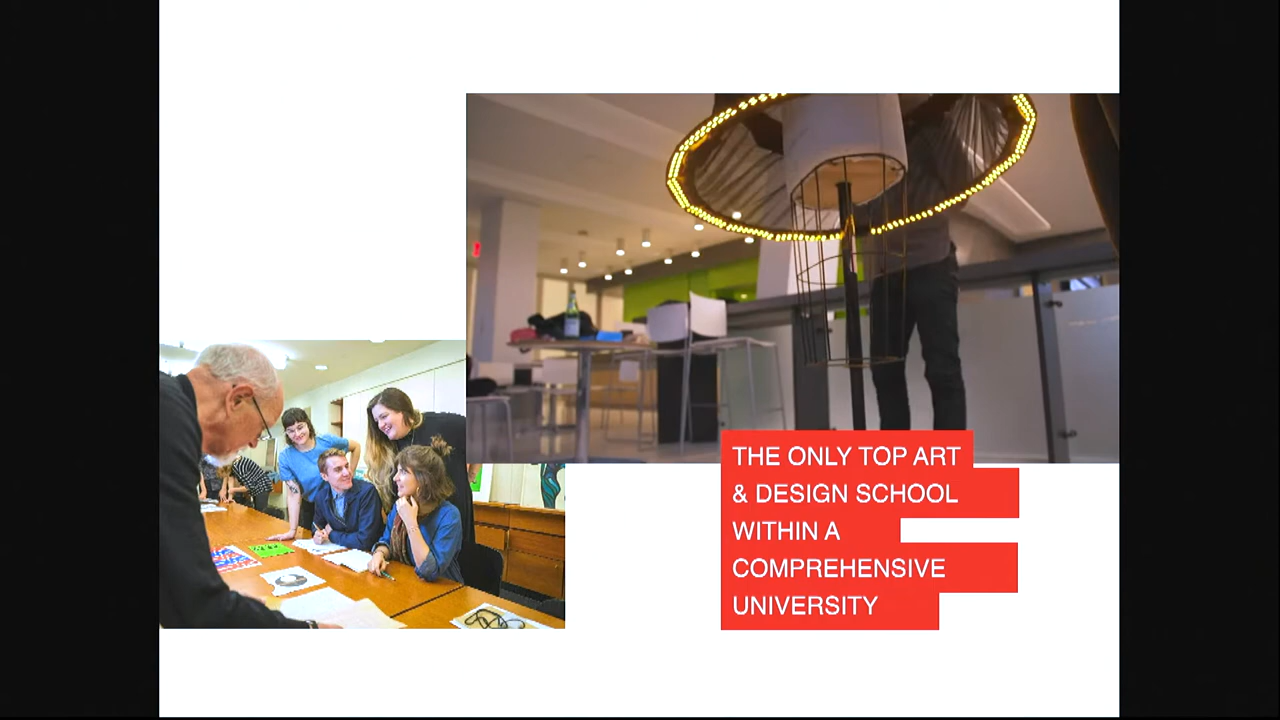 THE ONLY TOP ART
& DESIGN SCHOOL
WITHIN A
COMPREHENSIVE
UNIVERSITY